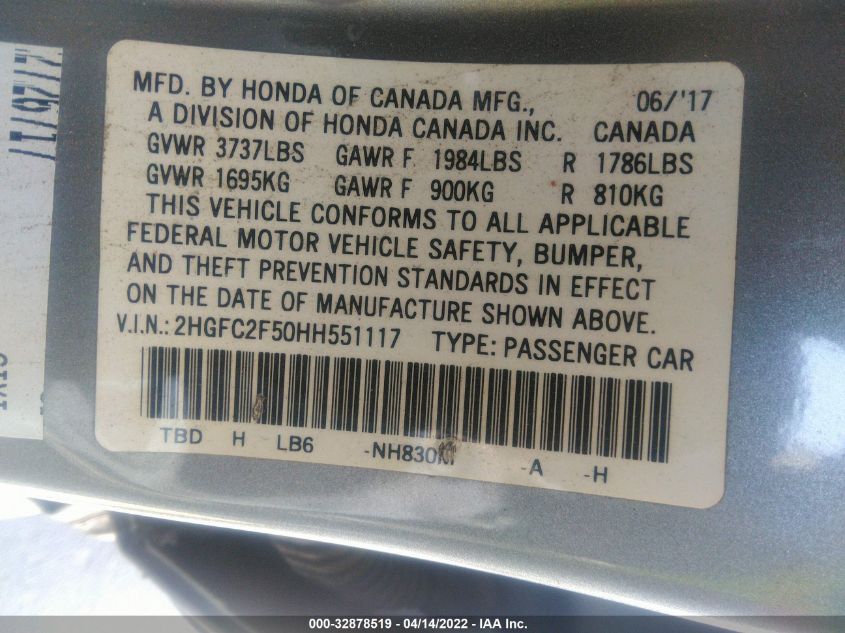 MFD. BY HONDA OF CANADA MFG., 06/'17
A DIVISION OF HONDA CANADA INC. CANADA
GVWR 3737LBS GAWR F 1984LBS R 1786LBS
GVWR 1695KG GAWR F 900KG R 810KG
THIS VEHICLE CONFORMS TO ALL APPLICABLE
FEDERAL MOTOR VEHICLE SAFETY, BUMPER,
AND THEFT PREVENTION STANDARDS IN EFFECT
ON THE DATE OF MANUFACTURE SHOWN ABOVE.
V.I.N.: 2HGFC2F50HH551117 TYPE: PASSENGER CAR
TBD H LB6 -NH830M -A -H
000-32878519 - 04/14/2022 - IAA Inc.